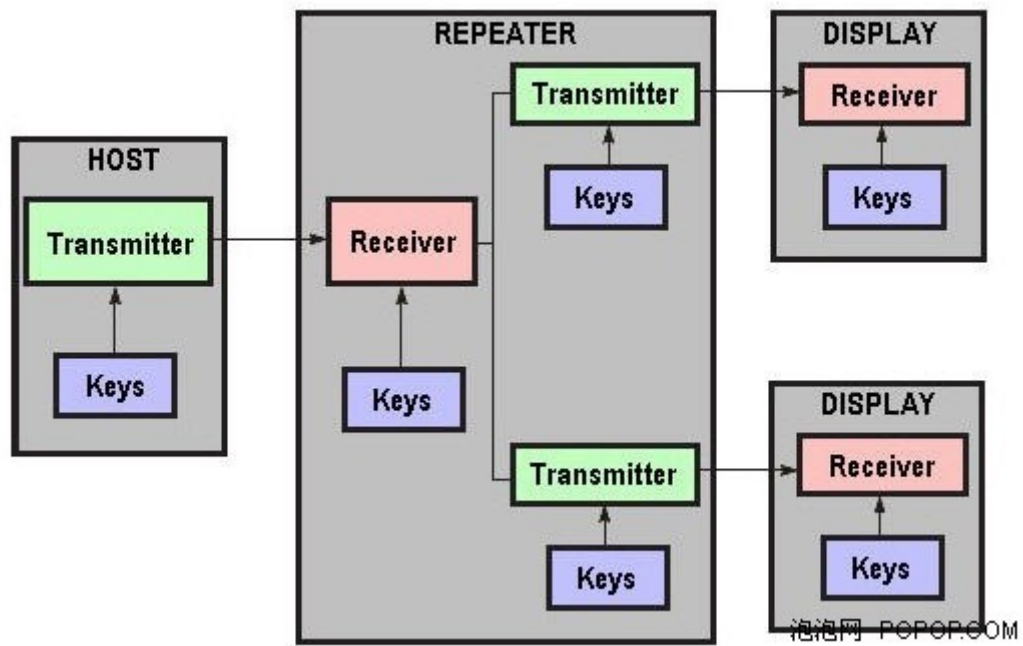 HOST
Transmitter
Keys
REPEATER
Receiver
Keys
Transmitter
Keys
Transmitter
Keys
DISPLAY
Receiver
Keys
DISPLAY
Receiver
Keys
泡泡网 POPOP.COM